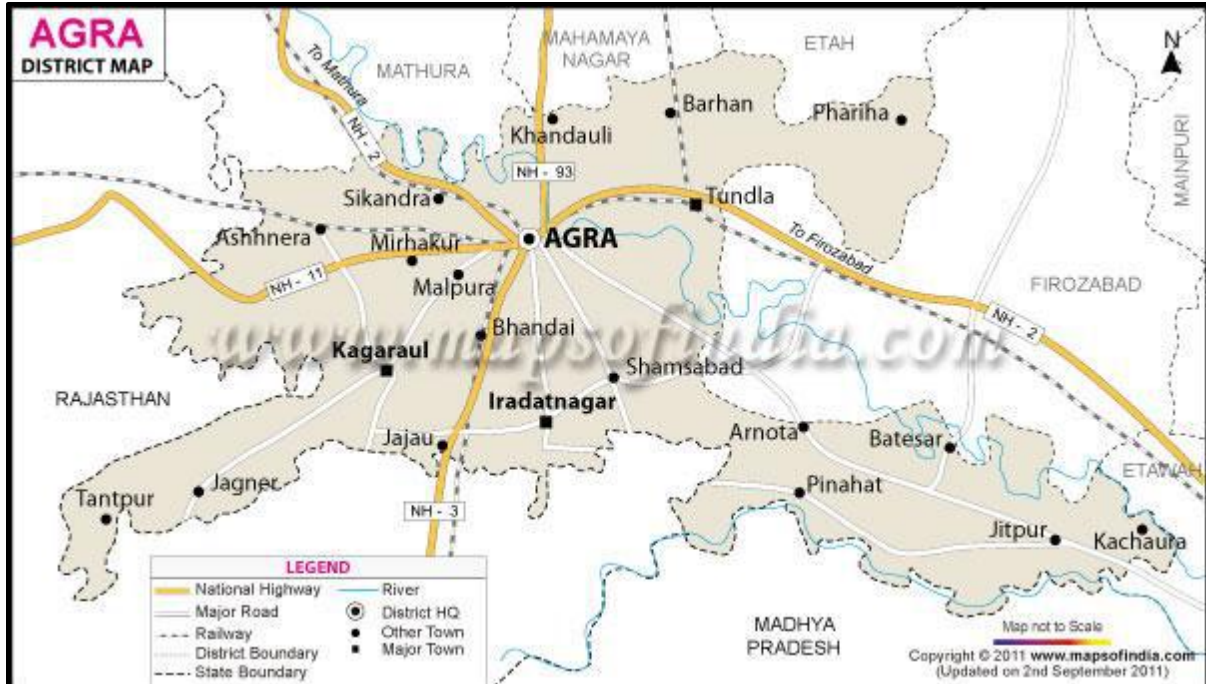 AGRA
DISTRICT MAP
MATHURA
MAHAMAYA
NAGAR
ETAH
N
To Mathura
Barhan
Phariha
Khandauli
MAINPURI
NH - 2
NH - 93
Sikandra
Tundla
Ashhnera
Mirhakur
AGRA
To Firozabad
NH - 11
Malpura
FIROZABAD
Bhandai
NH - 2
www.mapsofindia.com
Kagaraul
Shamsabad
RAJASTHAN
Iradatnagar
Jajau
Arnota
Batesar
ETAWAH
Jagner
Pinahat
Tantpur
NH - 3
Jitpur
Kachaura
LEGEND
National Highway
River
Major Road
District HQ
Railway
Other Town
District Boundary
Major Town
State Boundary
MADHYA
PRADESH
Map not to Scale
Copyright © 2011 www.mapsofindia.com
(Updated on 2nd September 2011)